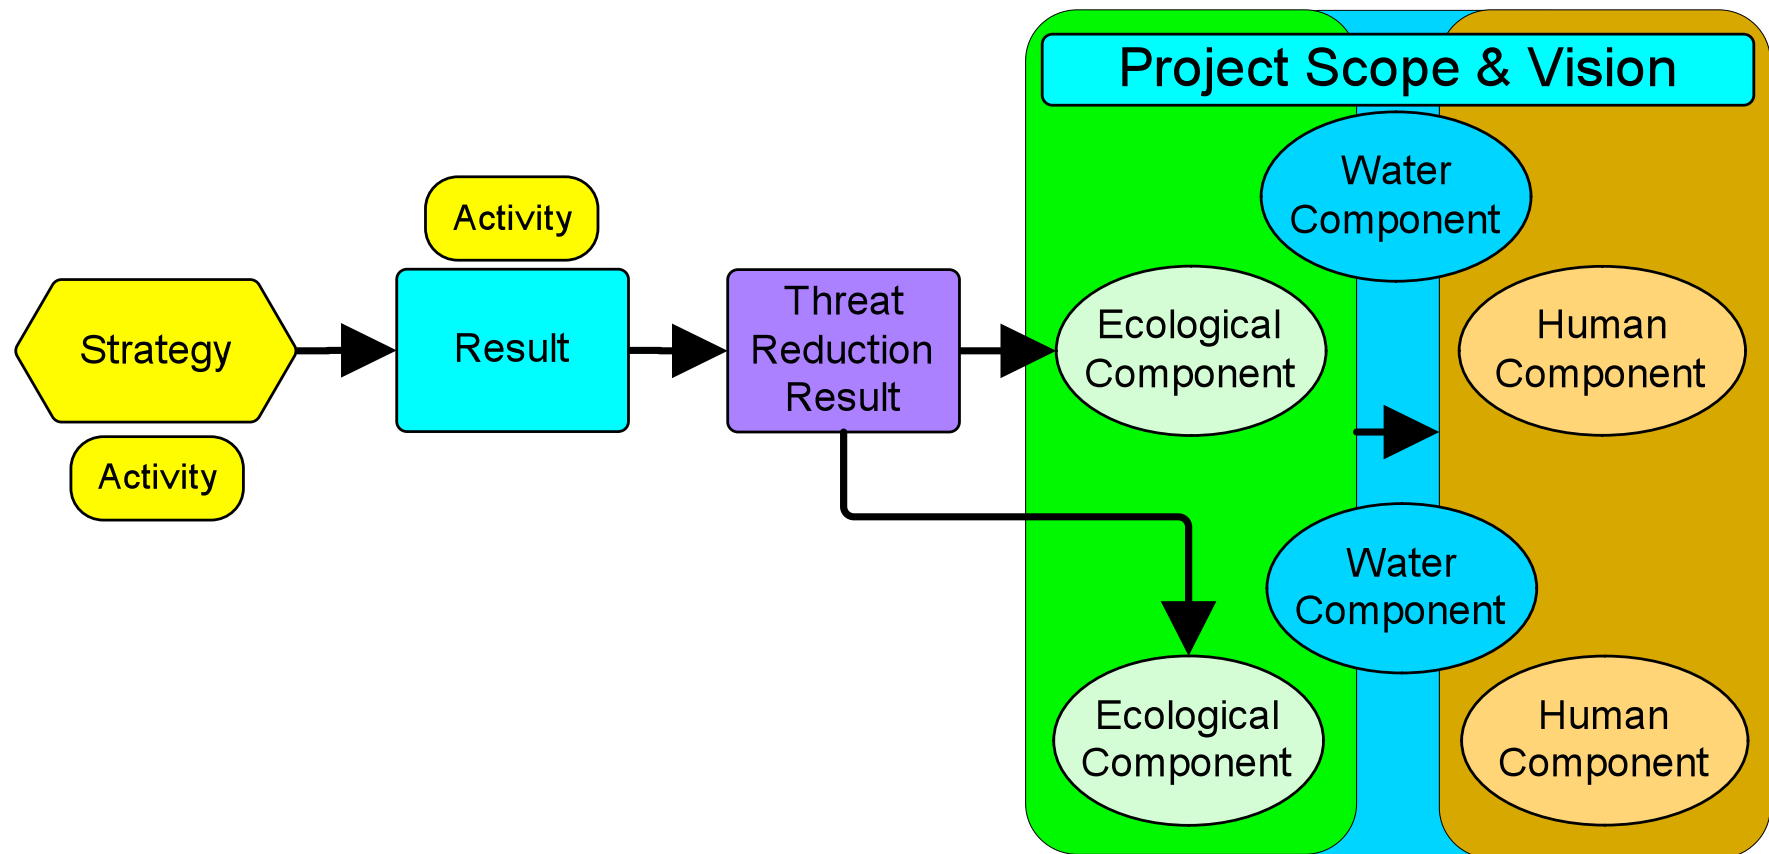 Project Scope & Vision
Water
Component
Activity
Strategy
Result
Threat
Reduction
Result
Ecological
Component
Human
Component
Activity
Water
Component
Ecological
Component
Human
Component